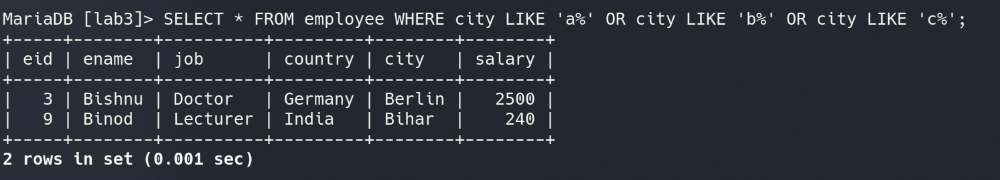 MariaDB [lab3]> SELECT * FROM employee WHERE city LIKE 'a%' OR city LIKE 'b%' OR city LIKE 'c%';
+-----+--------+----------+---------+--------+--------+
| eid | ename  | job      | country | city   | salary |
+-----+--------+----------+---------+--------+--------+
|   3 | Bishnu | Doctor   | Germany | Berlin |   2500 |
|   9 | Binod  | Lecturer | India   | Bihar  |    240 |
+-----+--------+----------+---------+--------+--------+
2 rows in set (0.001 sec)